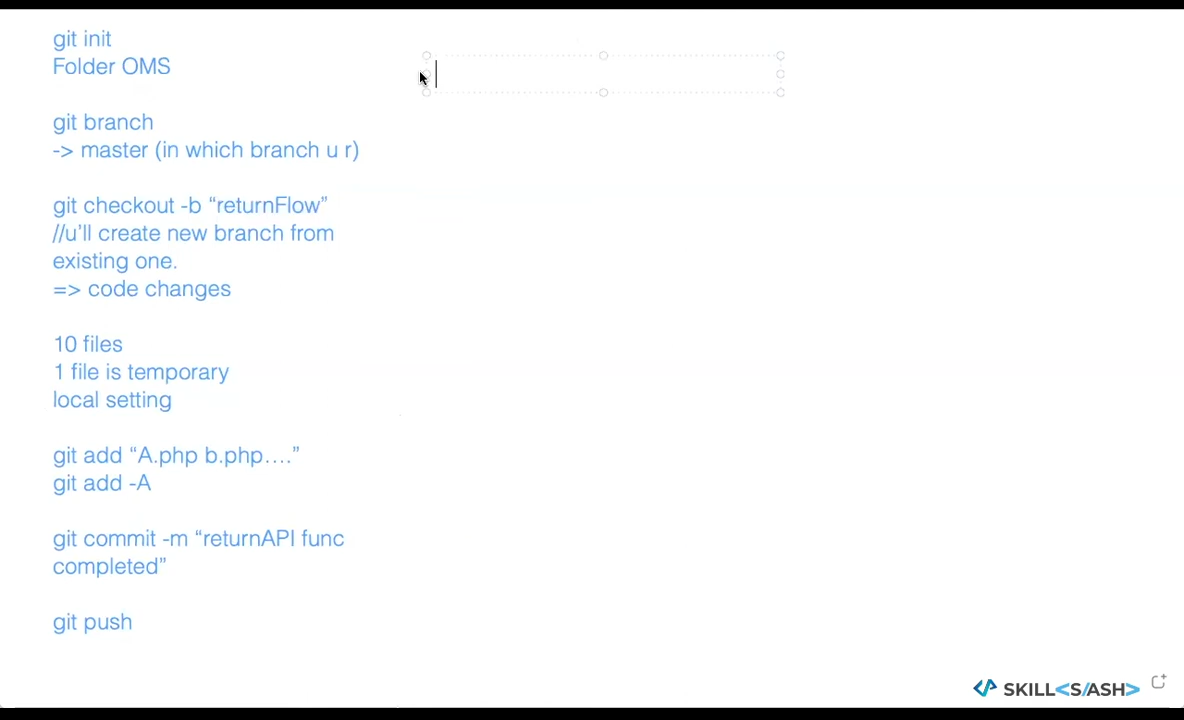 git init
Folder OMS
git branch
-> master (in which branch u r)
git checkout -b “returnFlow”
//u’ll create new branch from
existing one.
=> code changes
10 files
1 file is temporary
local setting
git add “A.php b.php….”
git add -A
git commit -m “returnAPI func
completed”
git push
</> SKILL<S/ASH>